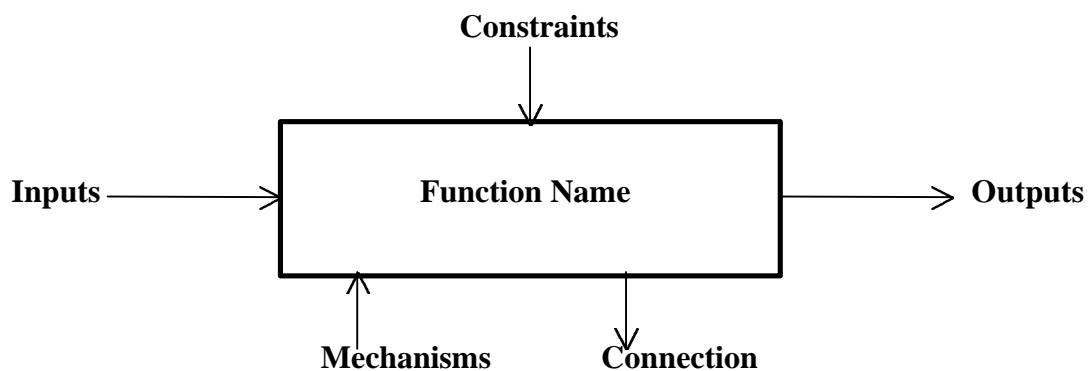 Constraints
Inputs
Function Name
Outputs
Mechanisms
Connection